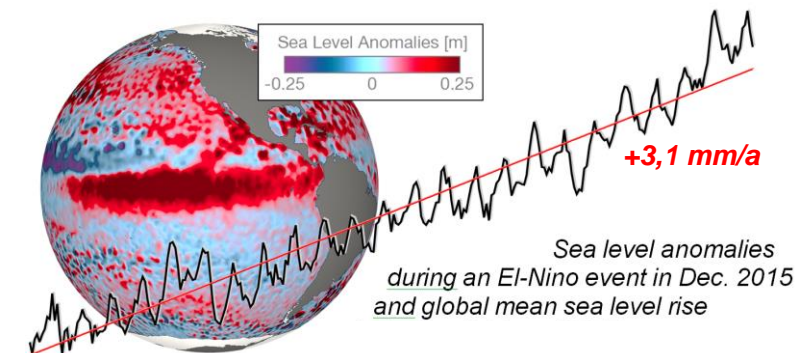 Sea Level Anomalies [m]
-0.25 0 0.25
+3,1 mm/a
Sea level anomalies
during an El-Nino event in Dec. 2015
and global mean sea level rise